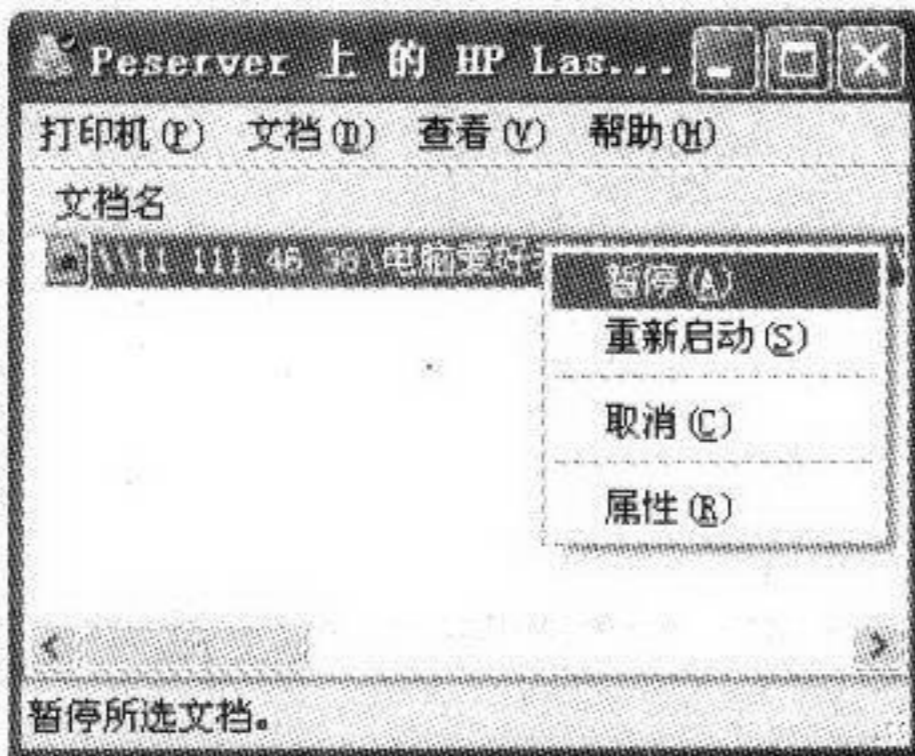 Peserver 上 的 HP Las...
打印机(P) 文档(D) 查看(V) 帮助(H)
文档名
\\11 111.46 38\电脑爱好
暂停(A)
重新启动(S)
取消(C)
属性(R)
暂停所选文档。